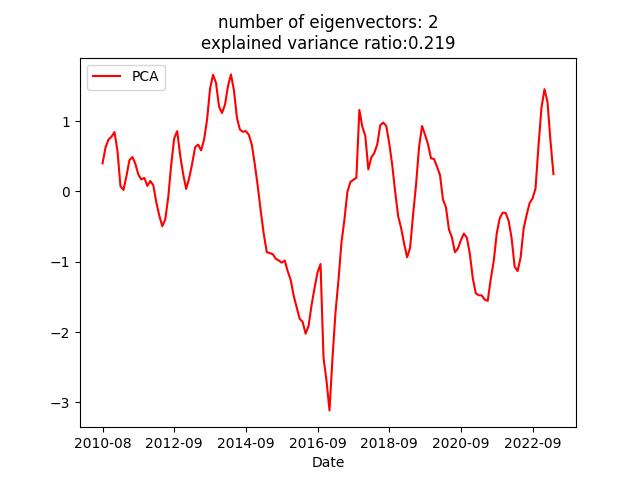 number of eigenvectors: 2
explained variance ratio:0.219
PCA
1
0
−1
−2
−3
2010-08 2012-09 2014-09 2016-09 2018-09 2020-09 2022-09
Date